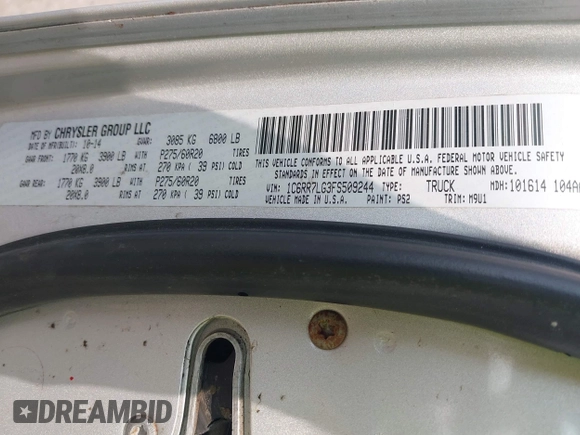 MFD BY CHRYSLER GROUP LLC
DATE OF MFR(BUILT): 10-14 GVWR: 3085 KG 6800 LB
GAWR FRONT: 1770 KG 3900 LB WITH P275/60R20 TIRES
20X8.0 RIMS AT 270 KPA ( 39 PSI) COLD
GAWR REAR: 1770 KG 3900 LB WITH P275/60R20 TIRES
20X8.0 RIMS AT 270 KPA ( 39 PSI) COLD
THIS VEHICLE CONFORMS TO ALL APPLICABLE U.S.A. FEDERAL MOTOR VEHICLE SAFETY
STANDARDS IN EFFECT ON THE DATE OF MANUFACTURE SHOWN ABOVE.
VIN: 1C6RR7LG3FS509244 TYPE: TRUCK MDH:101614 104A
VEHICLE MADE IN U.S.A. PAINT: PS2 TRIM: M9U1
DREAMBID